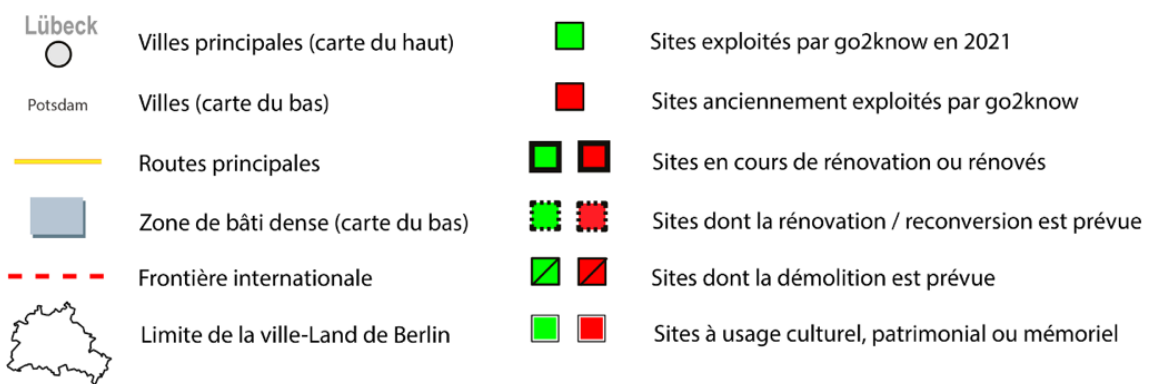 Lübeck
Villes principales (carte du haut)
Potsdam
Villes (carte du bas)
Routes principales
Zone de bâti dense (carte du bas)
Frontière internationale
Limite de la ville-Land de Berlin
Sites exploités par go2know en 2021
Sites anciennement exploités par go2know
Sites en cours de rénovation ou rénovés
Sites dont la rénovation / reconversion est prévue
Sites dont la démolition est prévue
Sites à usage culturel, patrimonial ou mémoriel